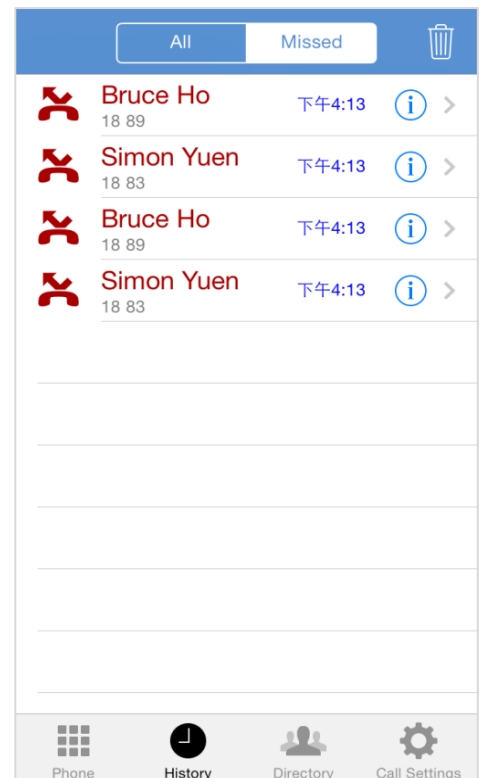 All Missed
Bruce Ho 下午4:13
18 89
Simon Yuen 下午4:13
18 83
Bruce Ho 下午4:13
18 89
Simon Yuen 下午4:13
18 83
Phone History Directory Call Settings